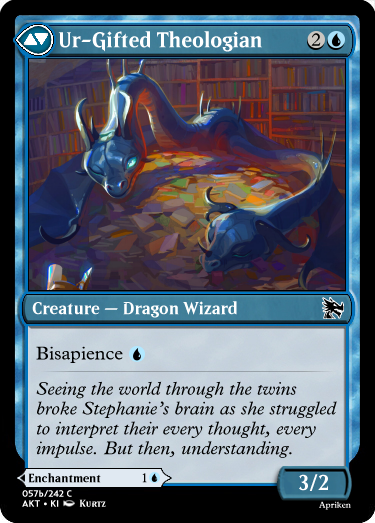 Ur-Gifted Theologian 2
Creature — Dragon Wizard
Bisapience
Seeing the world through the twins
broke Stephanie's brain as she struggled
to interpret their every thought, every
impulse. But then, understanding.
Enchantment 1
3/2
057b/242 C
AKT • KI Kurtz
Apriken